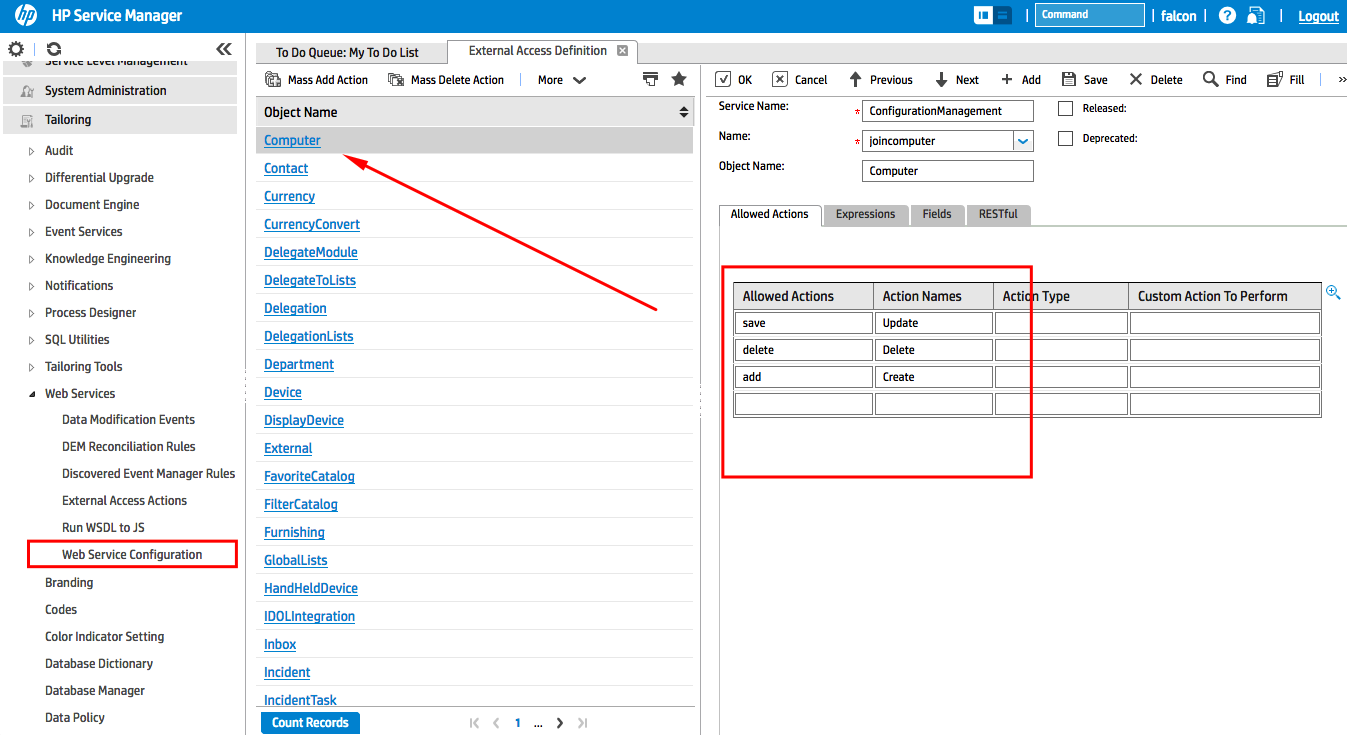 hp HP Service Manager
Command
falcon
? Logout
Service Level Management
System Administration
Tailoring
Audit
Differential Upgrade
Document Engine
Event Services
Knowledge Engineering
Notifications
Process Designer
SQL Utilities
Tailoring Tools
Web Services
Data Modification Events
DEM Reconciliation Rules
Discovered Event Manager Rules
External Access Actions
Run WSDL to JS
Web Service Configuration
Branding
Codes
Color Indicator Setting
Database Dictionary
Database Manager
Data Policy
To Do Queue: My To Do List
External Access Definition
Mass Add Action
Mass Delete Action
More
Object Name
Computer
Contact
Currency
CurrencyConvert
DelegateModule
DelegateToLists
Delegation
DelegationLists
Department
Device
DisplayDevice
External
FavoriteCatalog
FilterCatalog
Furnishing
GlobalLists
HandHeldDevice
IDOLIntegration
Inbox
Incident
IncidentTask
Count Records
1 ...
OK
Cancel
Previous
Next
Add
Save
Delete
Find
Fill
»
Service Name: * ConfigurationManagement
Released:
Name: * joincomputer
Deprecated:
Object Name: Computer
Allowed Actions
Expressions
Fields
RESTful
Allowed Actions Action Names Action Type Custom Action To Perform
save Update
delete Delete
add Create